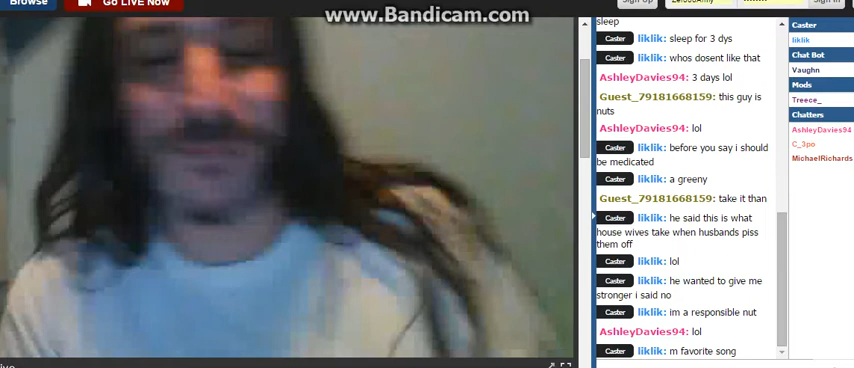 Browse
Go LIVE Now
www.Bandicam.com
Sign Up
Sign In
sleep
Caster liklik: sleep for 3 dys
Caster liklik: whos dosent like that
AshleyDavies94: 3 days lol
Guest_79181668159: this guy is
nuts
AshleyDavies94: lol
Caster liklik: before you say i should
be medicated
Caster liklik: a greeny
Guest_79181668159: take it than
Caster liklik: he said this is what
house wives take when husbands piss
them off
Caster liklik: lol
Caster liklik: he wanted to give me
stronger i said no
Caster liklik: im a responsible nut
AshleyDavies94: lol
Caster liklik: m favorite song
Caster
liklik
Chat Bot
Vaughn
Mods
Treece_
Chatters
AshleyDavies94
C_3po
MichaelRichards